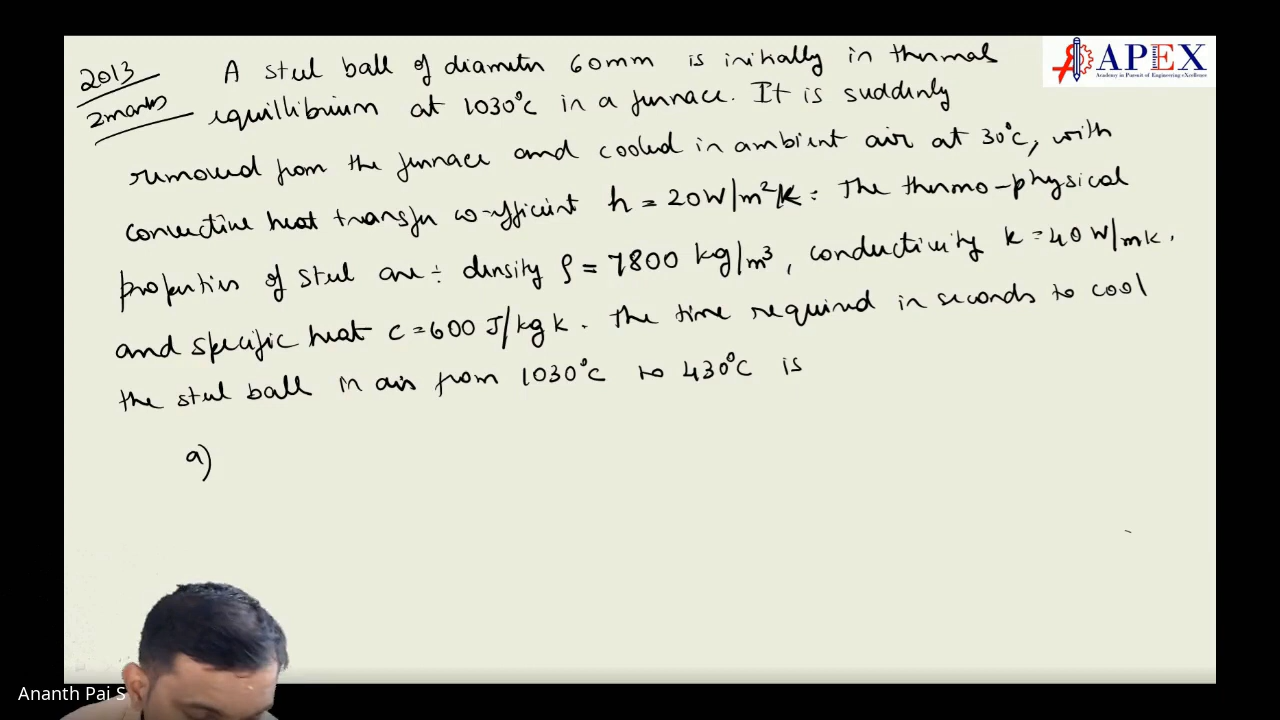 2013
2 marks
A steel ball of diameter 60mm is initially in thermal
equillibrium at 1030°C in a furnace. It is suddenly
removed from the furnace and cooled in ambient air at 30°C, with
convective heat transfer co-efficient h = 20W/m²K. The thermo-physical
properties of steel are ÷ density ρ = 7800 kg/m³, conductivity k = 40 W/mk.
and specific heat c = 600 J/kg k. The time required in seconds to cool
the steel ball in air from 1030°C to 430°C is
a)
APEX
Academy in Pursuit of Engineering eXcellence
Ananth Pai S